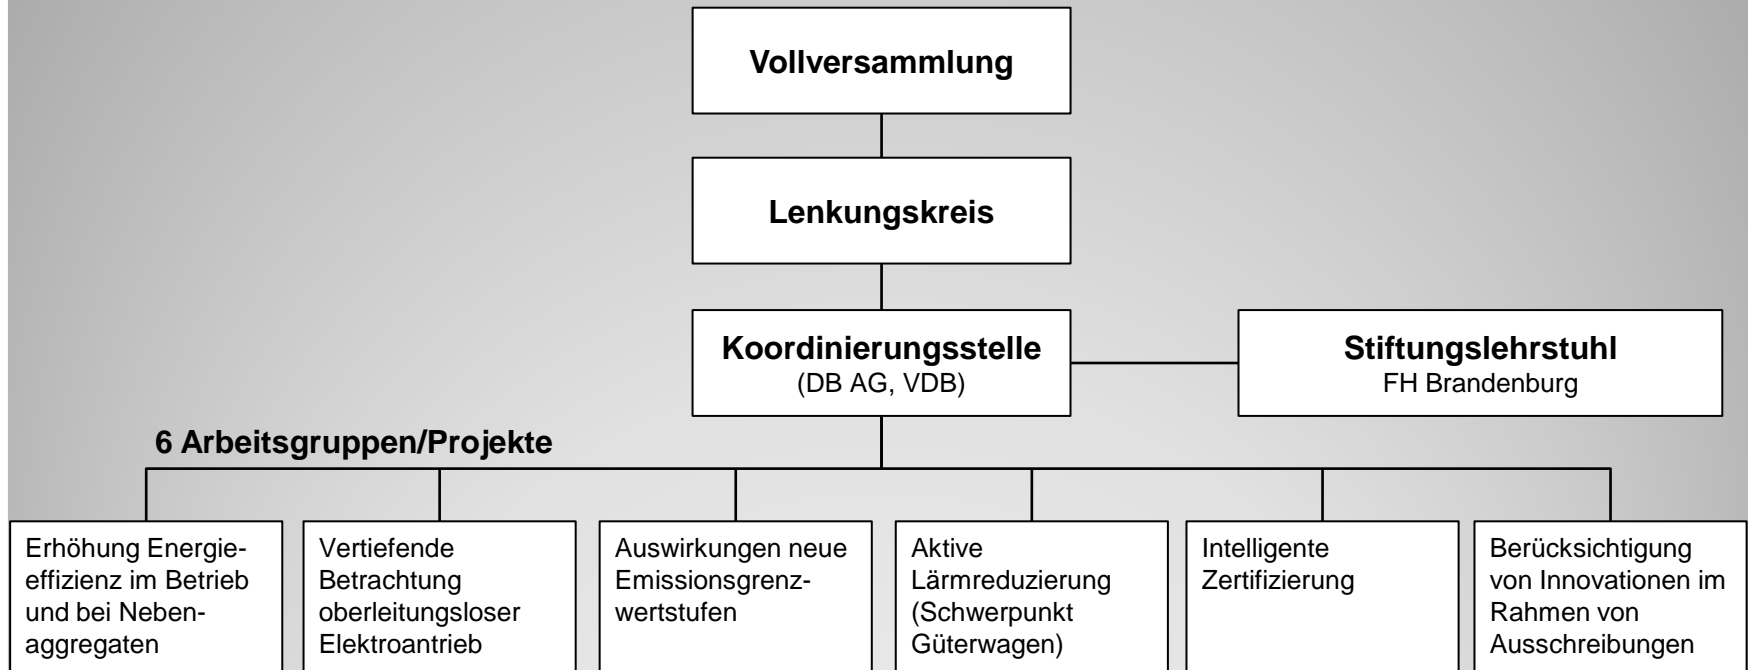 Vollversammlung
Lenkungskreis
Koordinierungsstelle
(DB AG, VDB)
Stiftungslehrstuhl
FH Brandenburg
6 Arbeitsgruppen/Projekte
Erhöhung Energie-
effizienz im Betrieb
und bei Neben-
aggregaten
Vertiefende
Betrachtung
oberleitungsloser
Elektroantrieb
Auswirkungen neue
Emissionsgrenz-
wertstufen
Aktive
Lärmreduzierung
(Schwerpunkt
Güterwagen)
Intelligente
Zertifizierung
Berücksichtigung
von Innovationen im
Rahmen von
Ausschreibungen